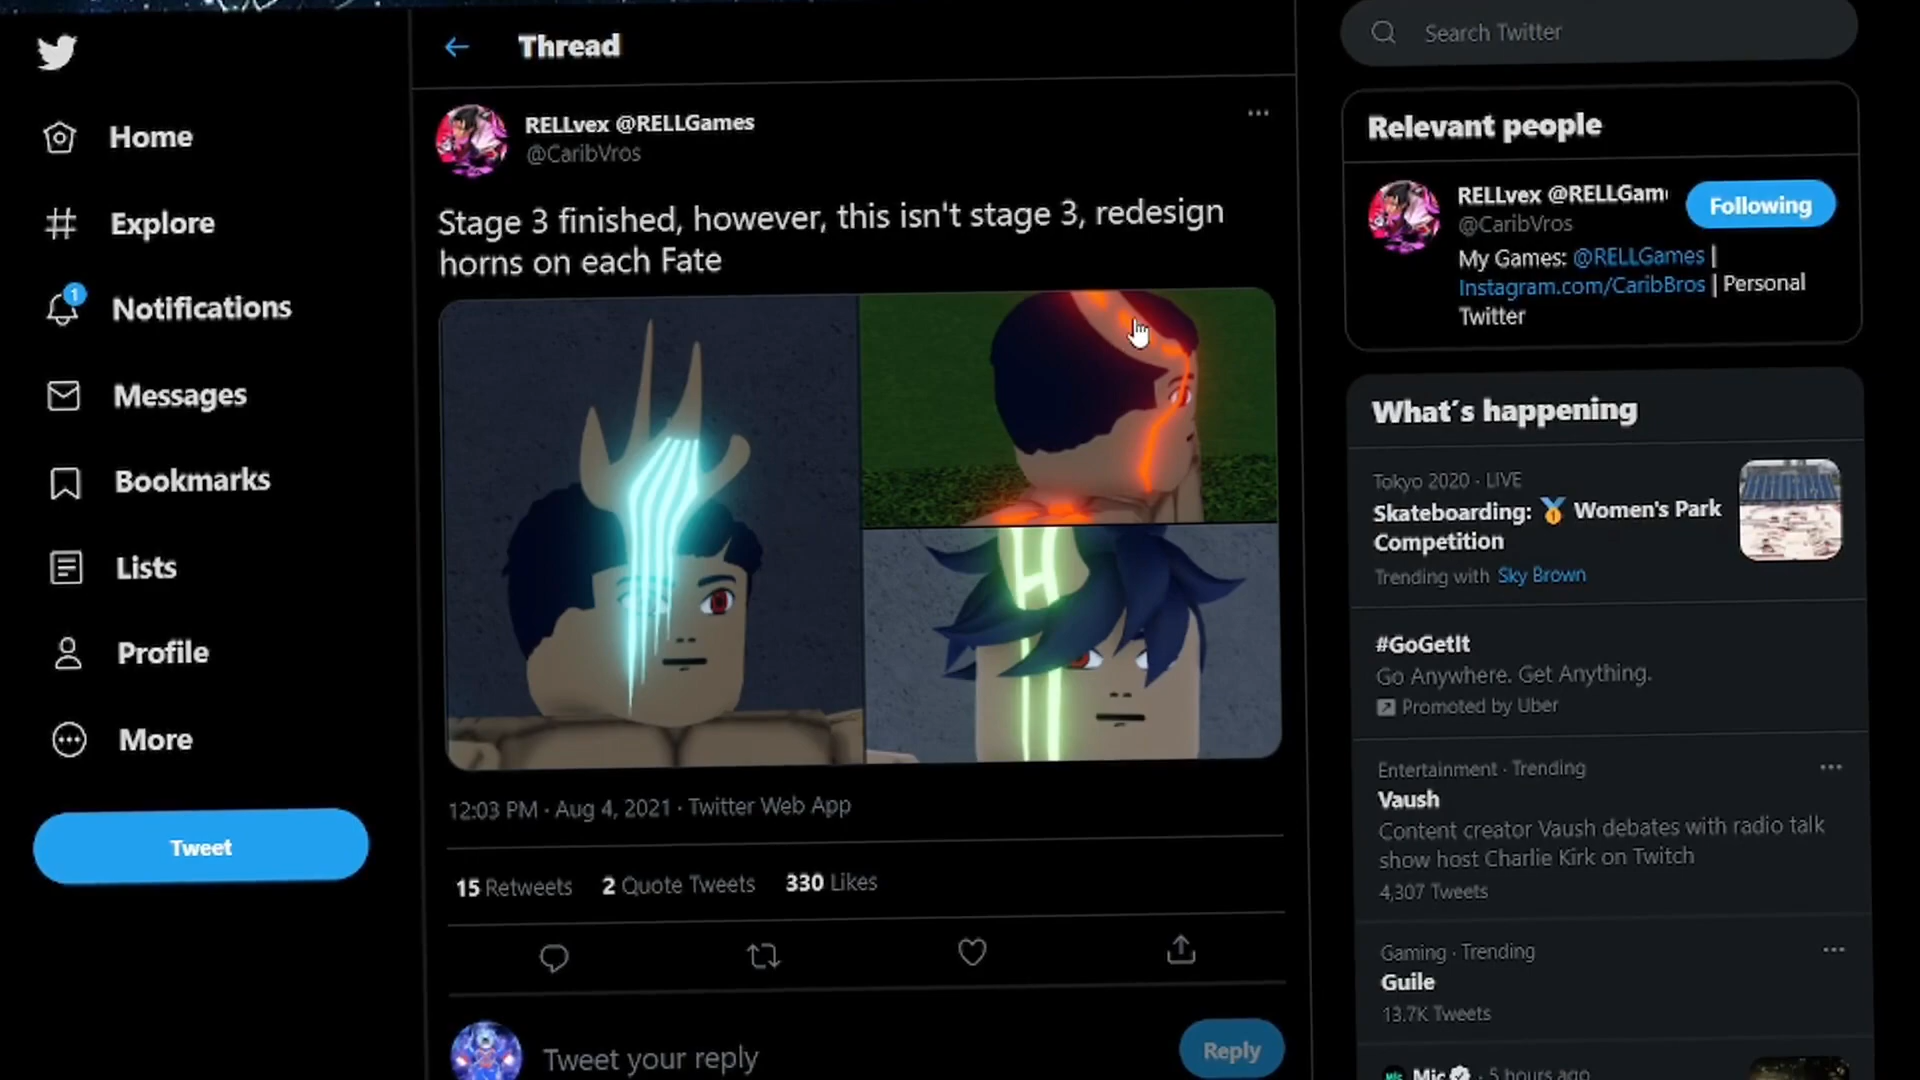 Thread
Search Twitter
Home
Explore
1
Notifications
Messages
Bookmarks
Lists
Profile
More
Tweet
RELLvex @RELLGames
@CaribVros
Stage 3 finished, however, this isn't stage 3, redesign
horns on each Fate
12:03 PM · Aug 4, 2021 · Twitter Web App
15 Retweets 2 Quote Tweets 330 Likes
Tweet your reply
Reply
Relevant people
RELLvex @RELLGam
@CaribVros
Following
My Games: @RELLGames |
Instagram.com/CaribBros | Personal
Twitter
What's happening
Tokyo 2020 · LIVE
Skateboarding: 🥇 Women's Park
Competition
Trending with Sky Brown
#GoGetIt
Go Anywhere. Get Anything.
Promoted by Uber
Entertainment · Trending
Vaush
Content creator Vaush debates with radio talk
show host Charlie Kirk on Twitch
4,307 Tweets
Gaming · Trending
Guile
13.7K Tweets
Mic · 5 hours ago